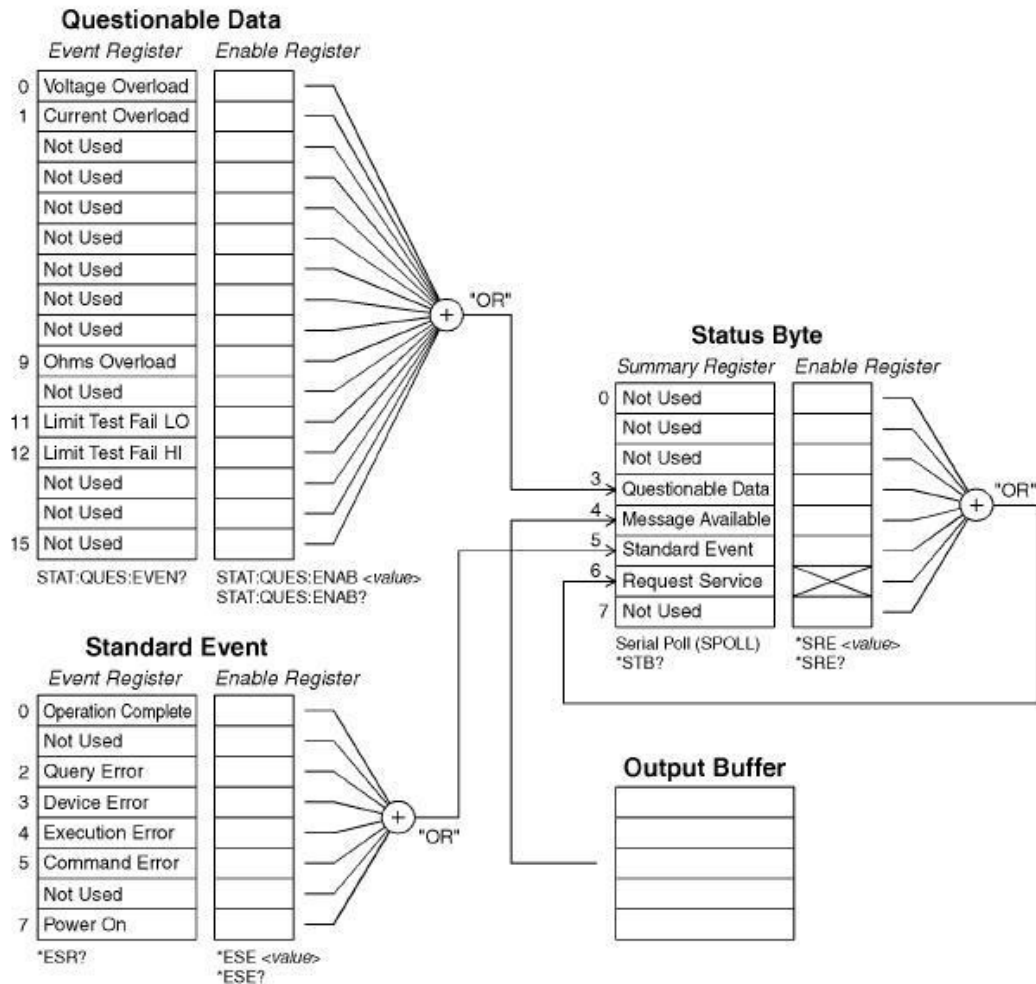 Questionable Data
Event Register Enable Register
0 Voltage Overload
1 Current Overload
Not Used
Not Used
Not Used
Not Used
Not Used
Not Used
Not Used
9 Ohms Overload
Not Used
11 Limit Test Fail LO
12 Limit Test Fail HI
Not Used
Not Used
15 Not Used
STAT:QUES:EVEN? STAT:QUES:ENAB <value>
STAT:QUES:ENAB?
+ "OR"
Standard Event
Event Register Enable Register
0 Operation Complete
Not Used
2 Query Error
3 Device Error
4 Execution Error
5 Command Error
Not Used
7 Power On
*ESR? *ESE <value>
*ESE?
+ "OR"
Status Byte
Summary Register Enable Register
0 Not Used
Not Used
Not Used
3 Questionable Data
4 Message Available
5 Standard Event
6 Request Service
7 Not Used
Serial Poll (SPOLL) *SRE <value>
*STB? *SRE?
+ "OR"
Output Buffer